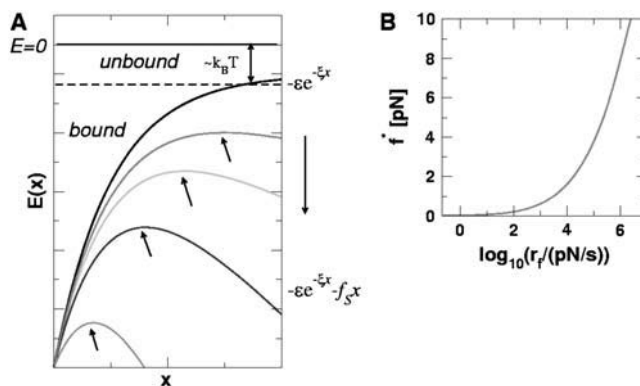 A
E=0
unbound
~k_BT
-εe^{-ξx}
bound
E(x)
-εe^{-ξx}-f_Sx
x
B
10
8
6
4
2
0
f* [pN]
0 2 4 6
log₁₀(r_f/(pN/s))